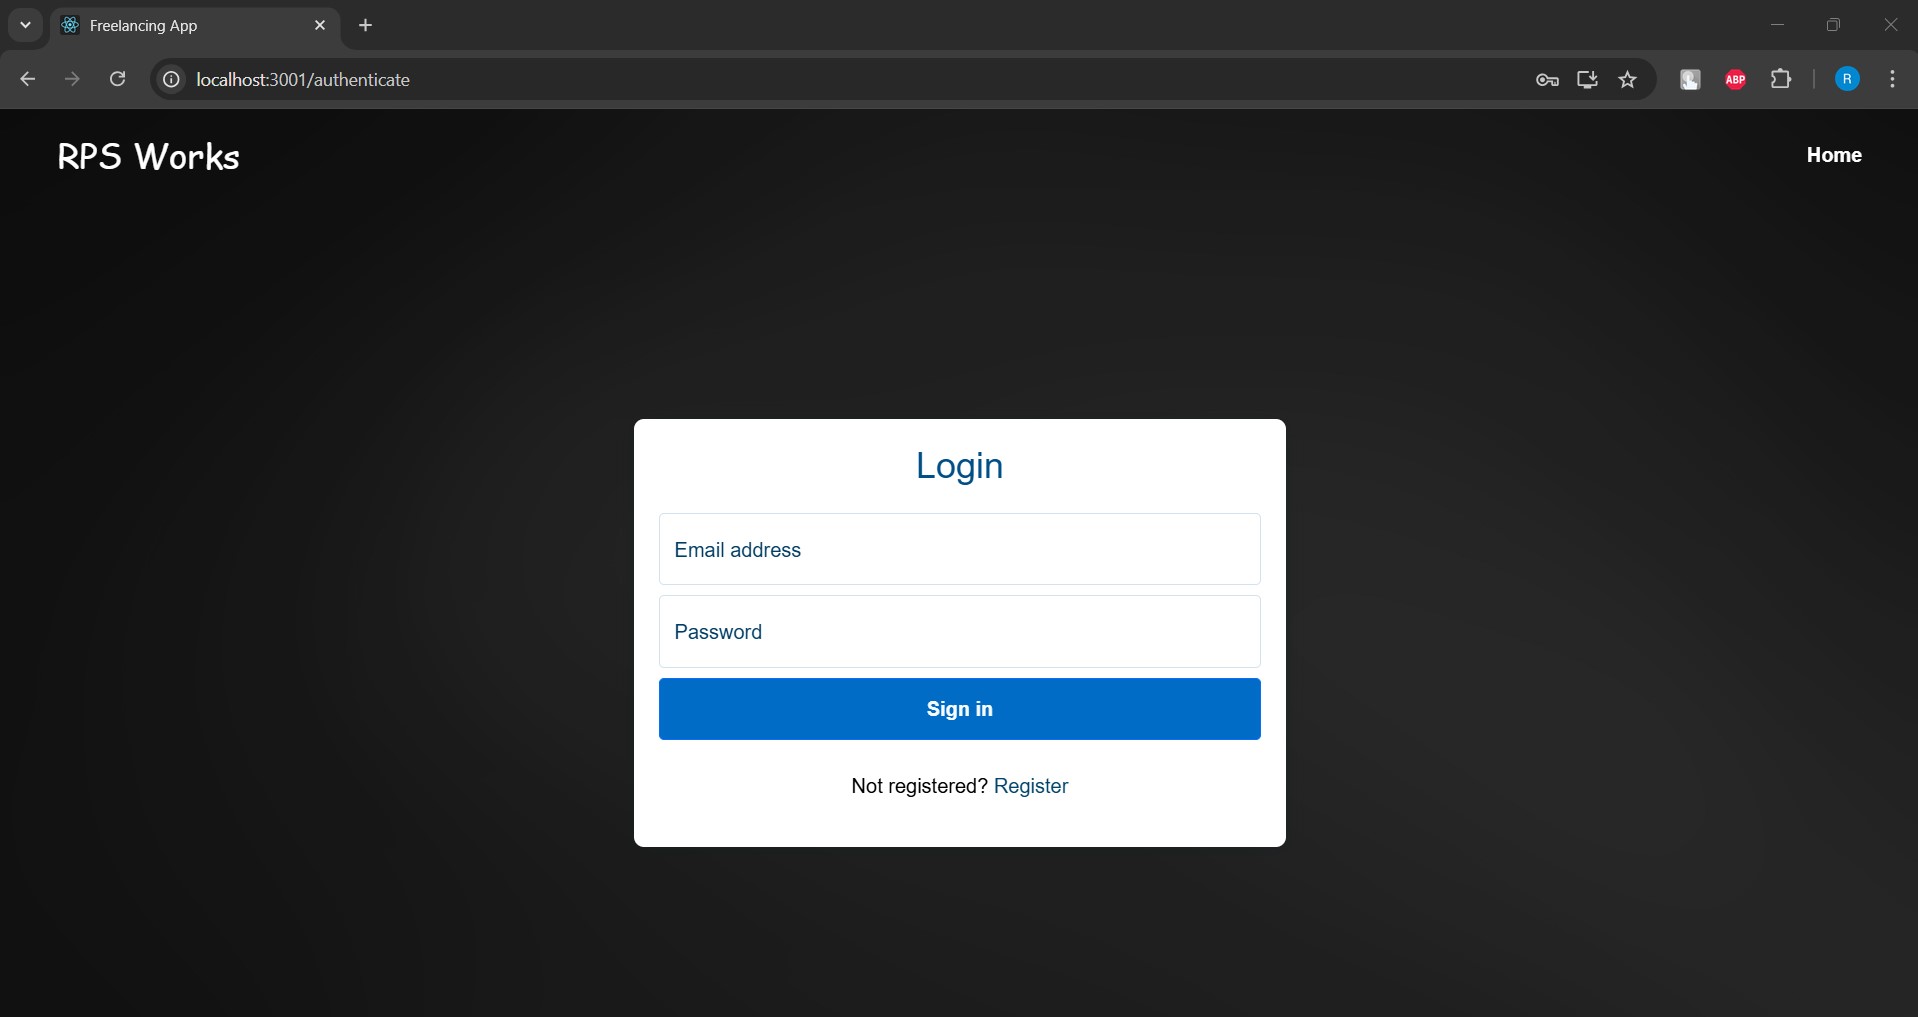 Freelancing App
localhost:3001/authenticate
ABP
R
RPS Works
Home
Login
Email address
Password
Sign in
Not registered? Register